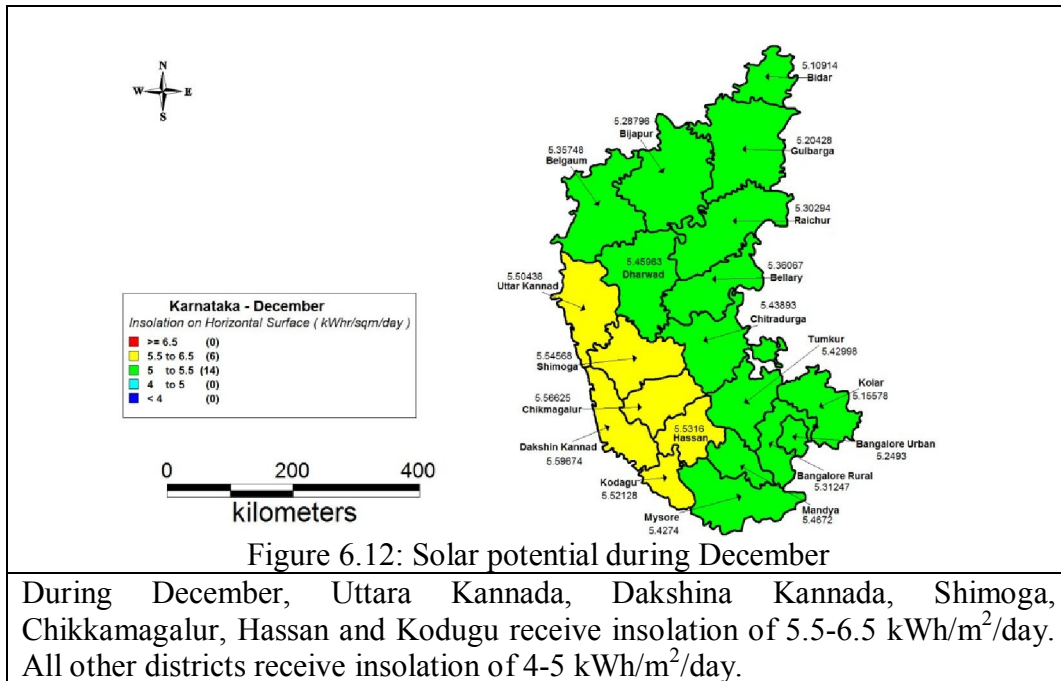 N
W E
S
5.10914
Bidar
5.28796
Bijapur
5.20428
Gulbarga
5.35748
Belgaum
5.30294
Raichur
5.45963
Dharwad
5.36067
Bellary
5.50438
Uttar Kannad
5.43893
Chitradurga
Karnataka - December
Insolation on Horizontal Surface ( kWhr/sqm/day )
>= 6.5 (0)
5.5 to 6.5 (6)
5 to 5.5 (14)
4 to 5 (0)
< 4 (0)
Tumkur
5.42998
5.54568
Shimoga
Kolar
5.15578
5.56625
Chikmagalur
5.5316
Hassan
Bangalore Urban
5.2493
Dakshin Kannad
5.59674
Bangalore Rural
5.31247
Kodagu
5.52128
Mandya
5.4672
Mysore
5.4274
0 200 400
kilometers
Figure 6.12: Solar potential during December
During December, Uttara Kannada, Dakshina Kannada, Shimoga,
Chikkamagalur, Hassan and Kodugu receive insolation of 5.5-6.5 kWh/m²/day.
All other districts receive insolation of 4-5 kWh/m²/day.